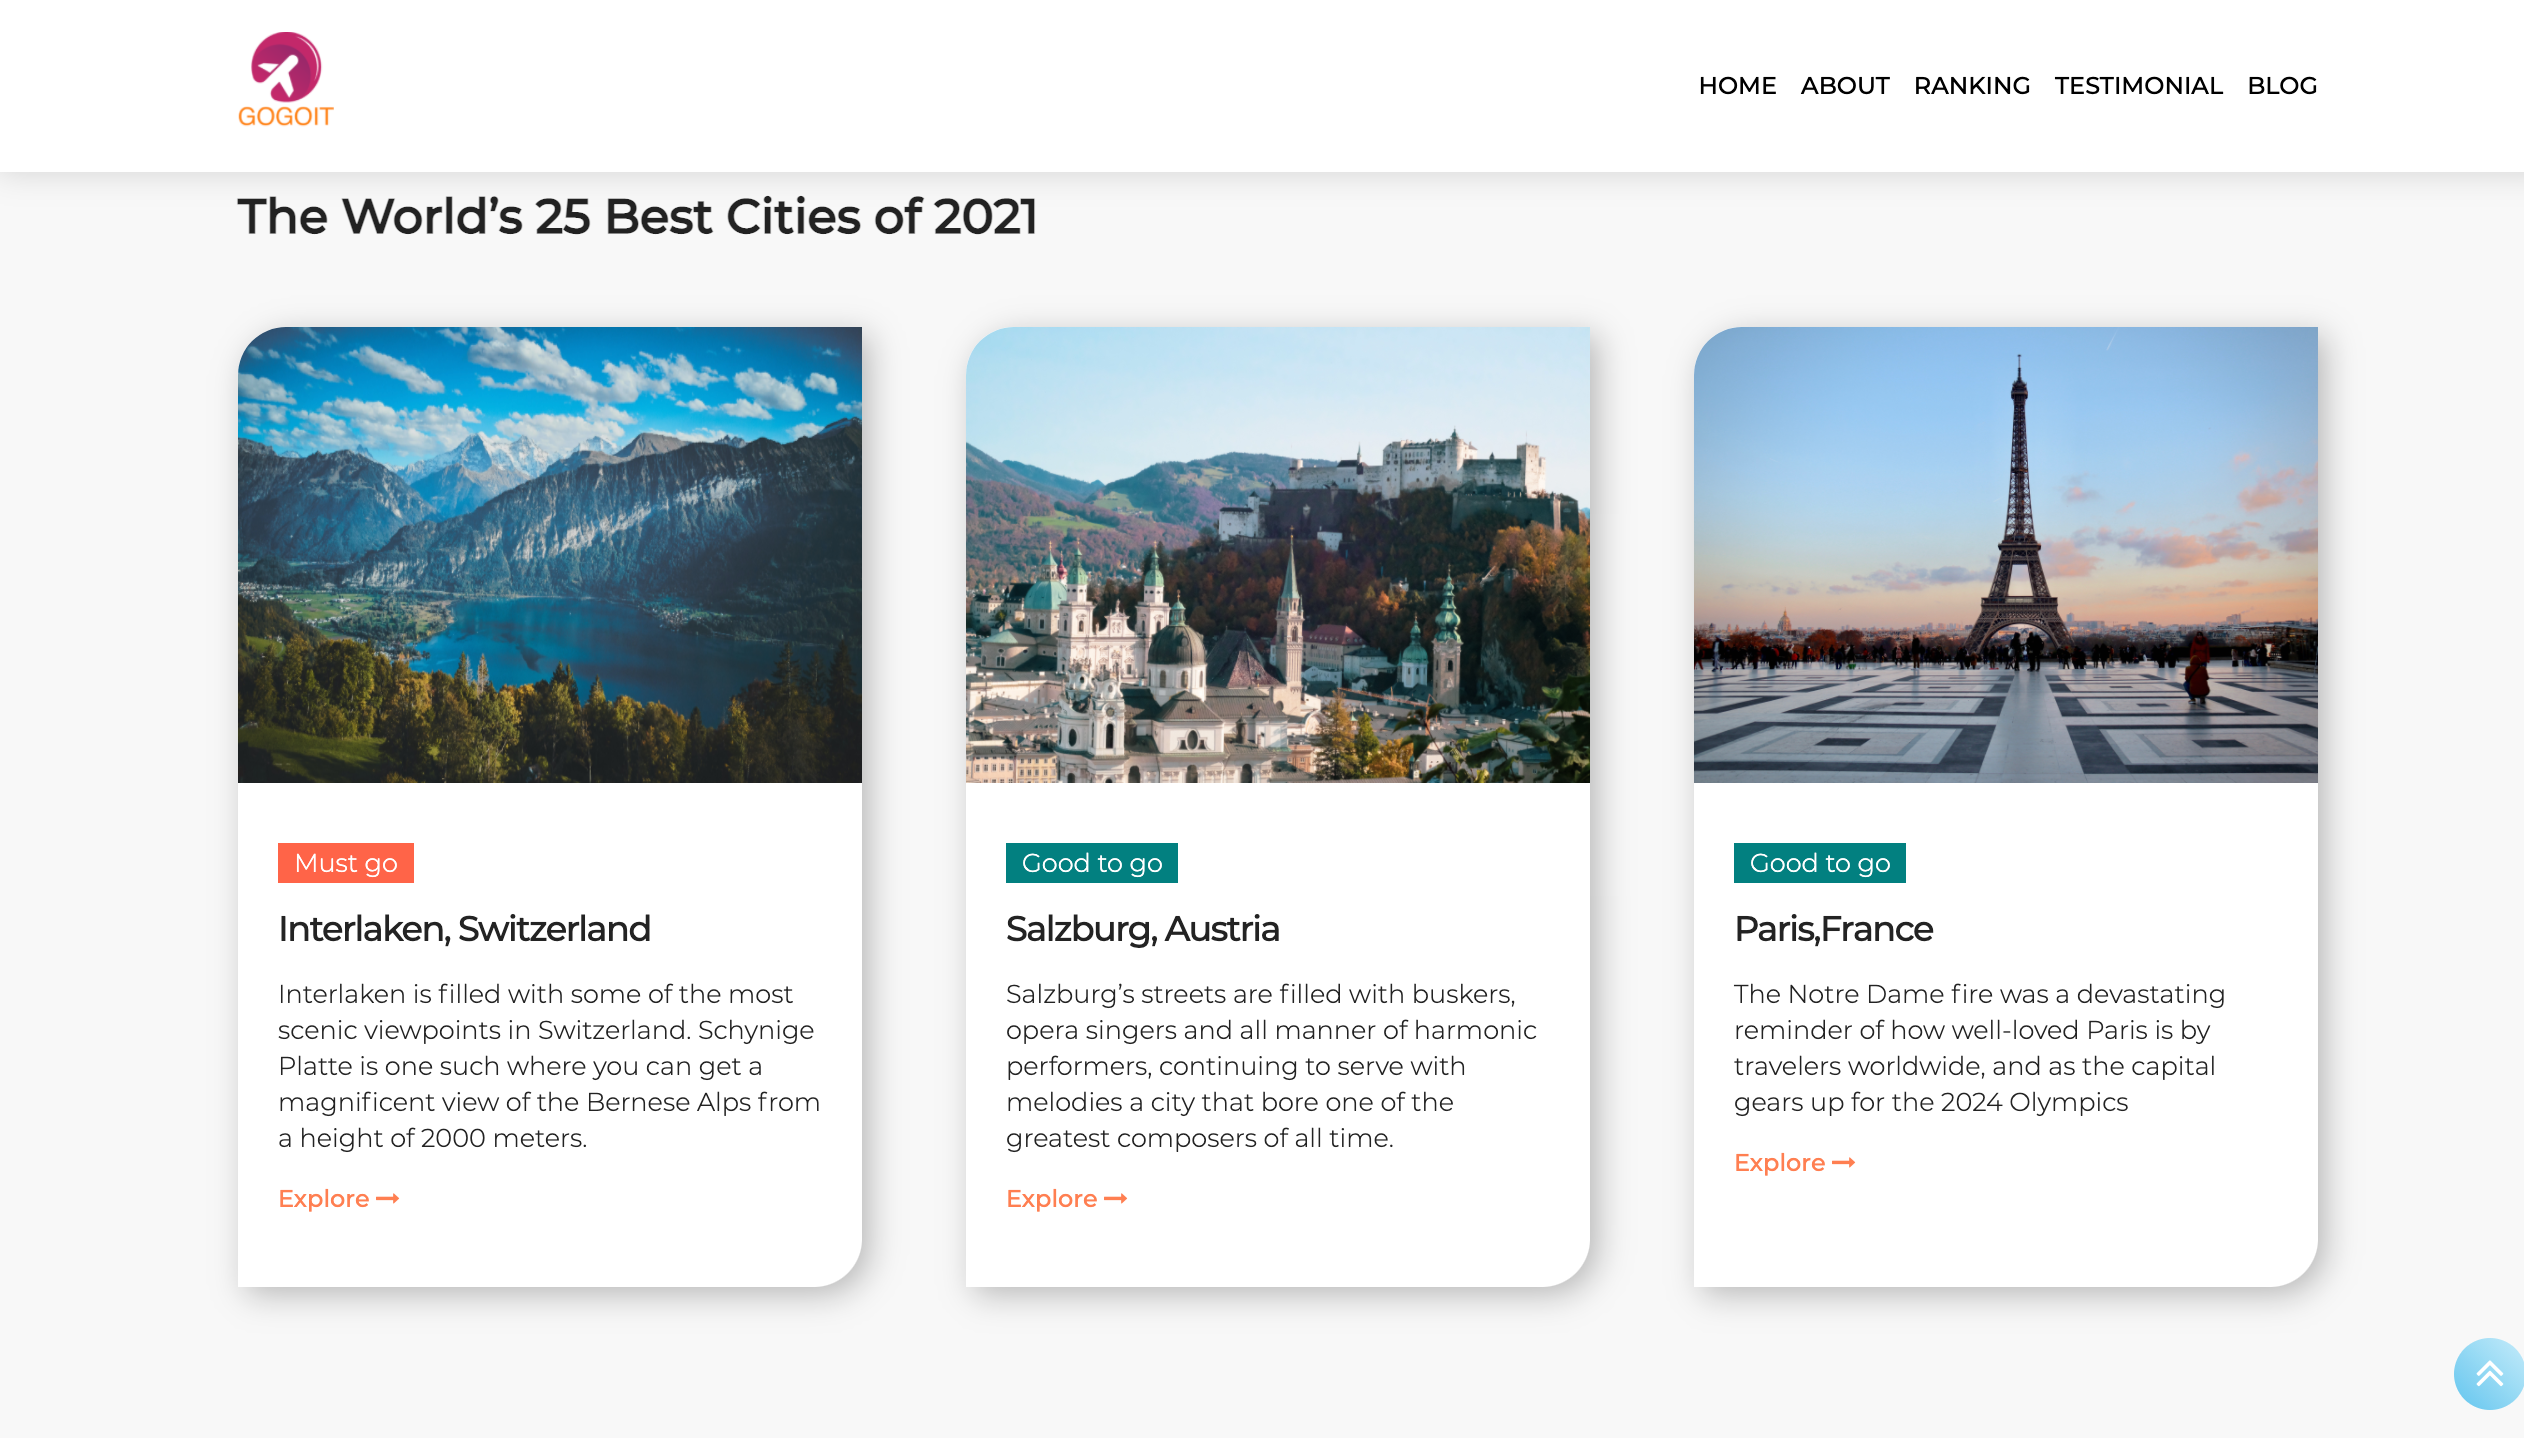 GOGOIT
HOME ABOUT RANKING TESTIMONIAL BLOG
The World’s 25 Best Cities of 2021
Must go
Interlaken, Switzerland
Interlaken is filled with some of the most
scenic viewpoints in Switzerland. Schynige
Platte is one such where you can get a
magnificent view of the Bernese Alps from
a height of 2000 meters.
Explore
Good to go
Salzburg, Austria
Salzburg’s streets are filled with buskers,
opera singers and all manner of harmonic
performers, continuing to serve with
melodies a city that bore one of the
greatest composers of all time.
Explore
Good to go
Paris,France
The Notre Dame fire was a devastating
reminder of how well-loved Paris is by
travelers worldwide, and as the capital
gears up for the 2024 Olympics
Explore